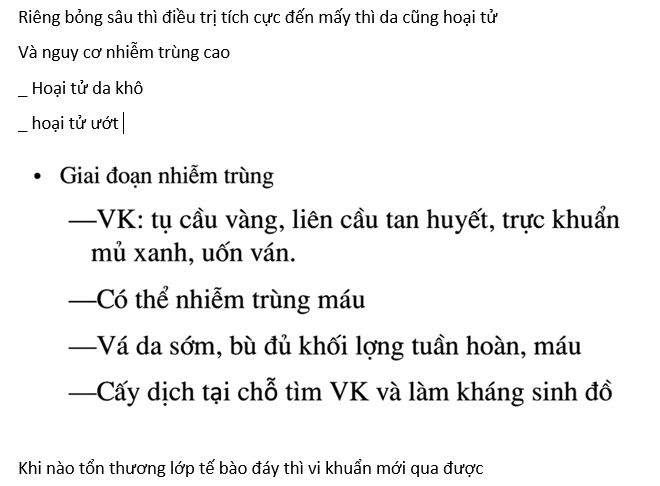 Riêng bỏng sâu thì điều trị tích cực đến mấy thì da cũng hoại tử
Và nguy cơ nhiễm trùng cao
_ Hoại tử da khô
_ hoại tử ướt
• Giai đoạn nhiễm trùng
—VK: tụ cầu vàng, liên cầu tan huyết, trực khuẩn
mủ xanh, uốn ván.
—Có thể nhiễm trùng máu
—Vá da sớm, bù đủ khối lợng tuần hoàn, máu
—Cấy dịch tại chỗ tìm VK và làm kháng sinh đồ
Khi nào tổn thương lớp tế bào đáy thì vi khuẩn mới qua được